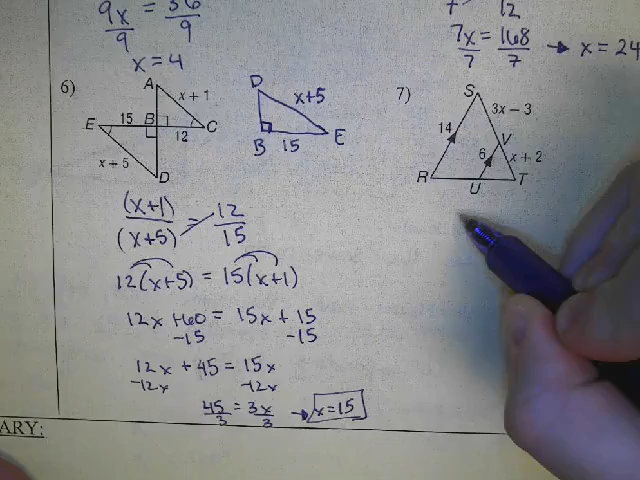 9x = 36
9 9
x = 4
12
7x = 168 → x = 24
7 7
6)
A
x + 1
E 15 B 1 C
12
x + 5
D
D
x+5
B 15 E
7)
S
3x − 3
14
V
6
x + 2
R U T
(x+1) = 12
(x+5) 15
12(x+5) = 15(x+1)
12x +60 = 15x + 15
-15 -15
12x + 45 = 15x
-12x -12x
45 = 3x → x = 15
3 3
ARY: